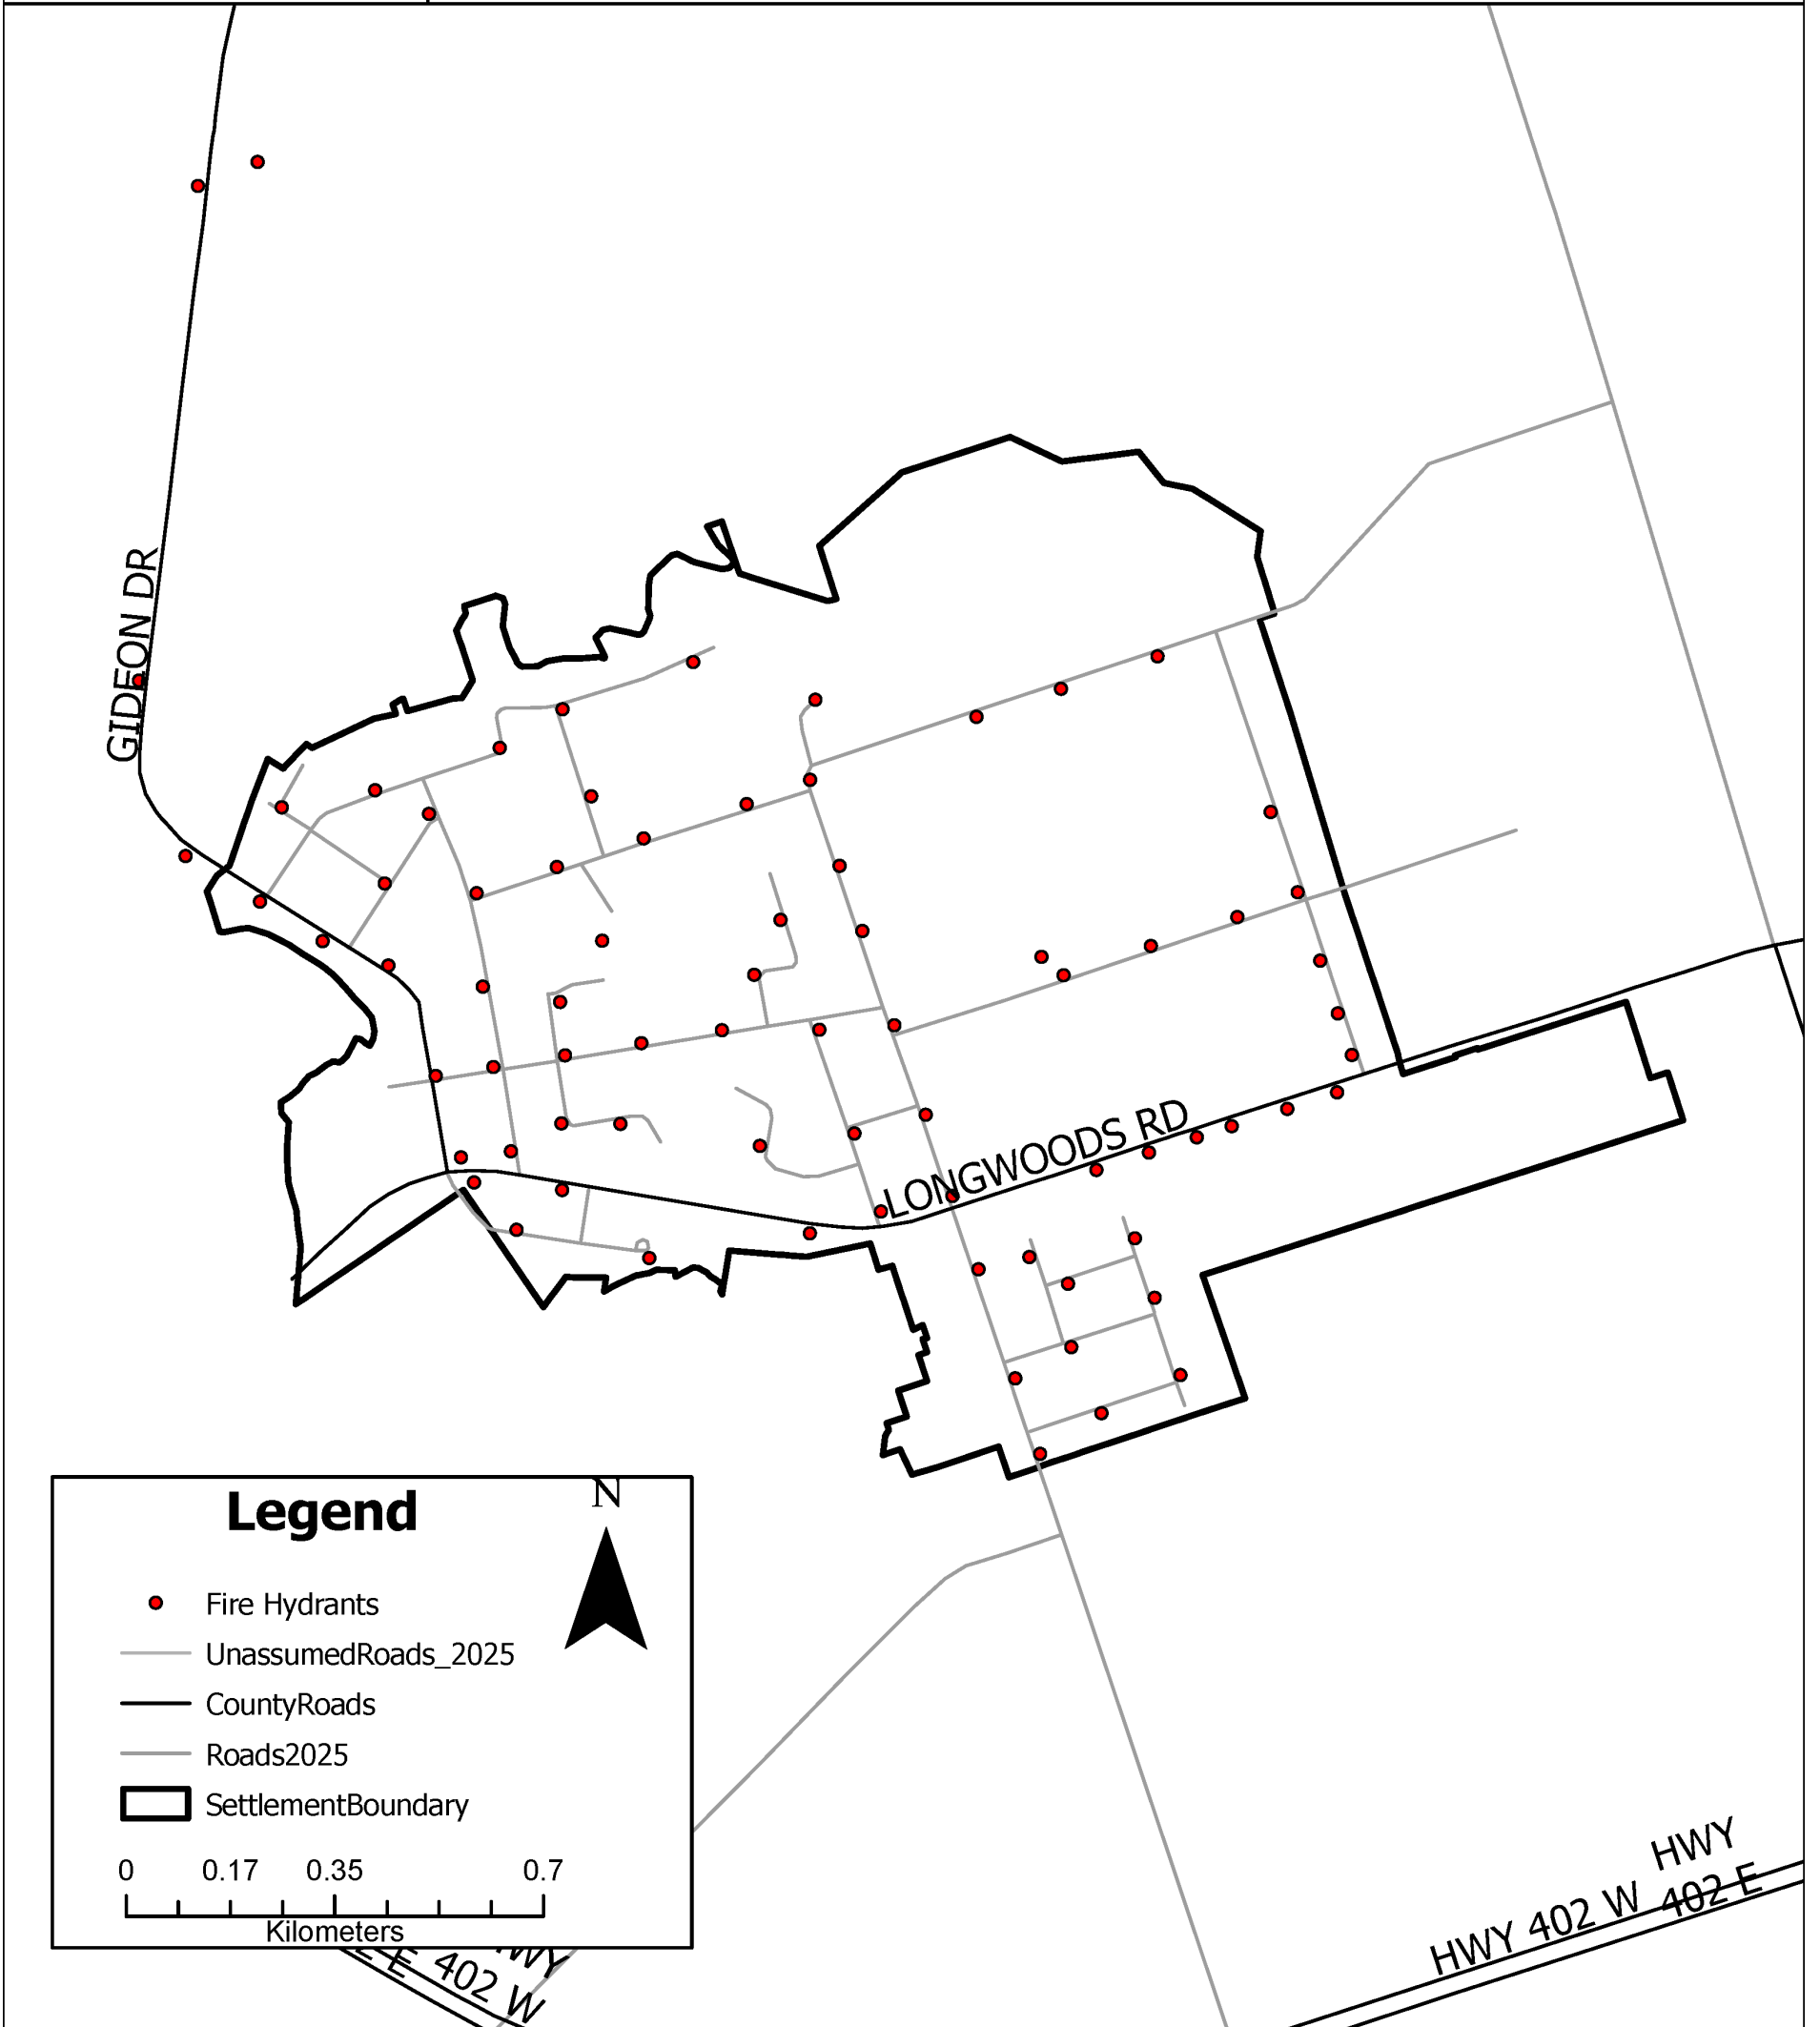 GIDEON DR
LONGWOODS RD
Legend
N
Fire Hydrants
UnassumedRoads_2025
CountyRoads
Roads2025
SettlementBoundary
0 0.17 0.35 0.7
Kilometers
HWY
402 E
HWY 402 W
402 W